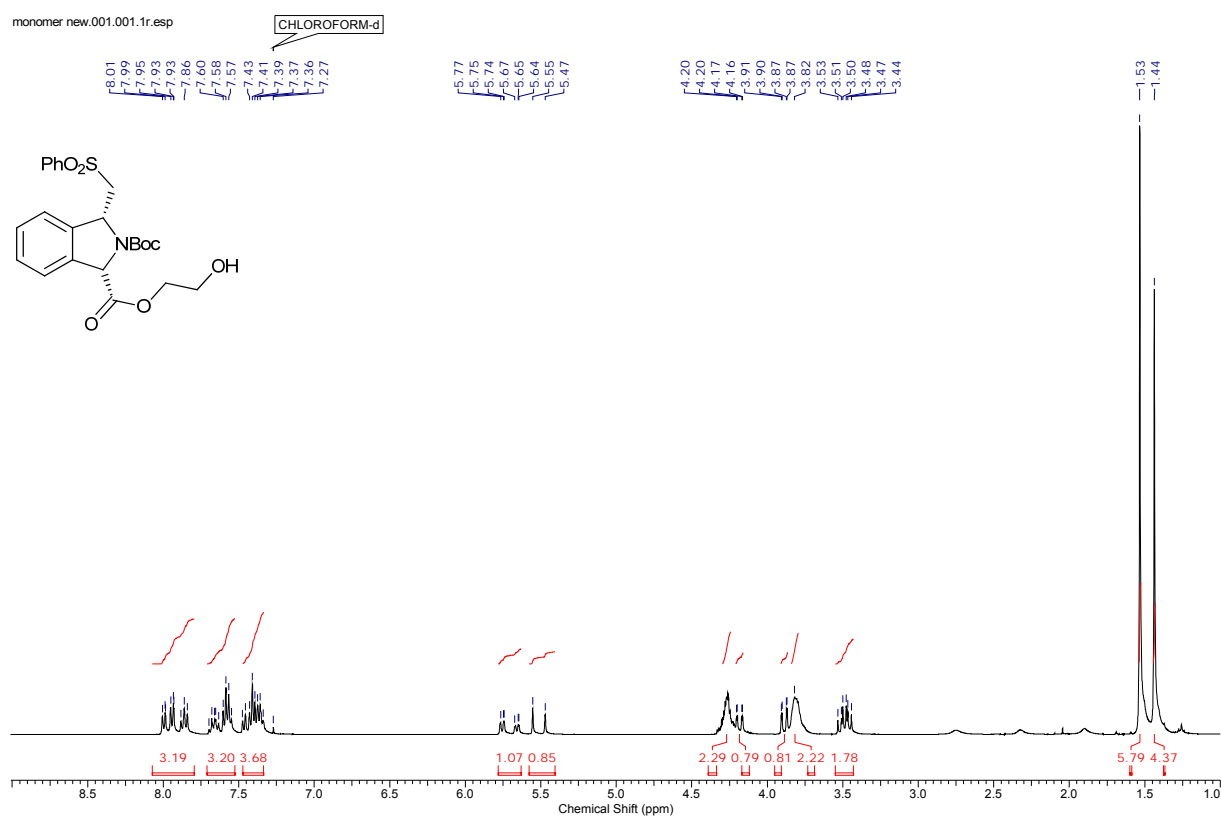 monomer new.001.001.1r.esp
CHLOROFORM-d
8.01 7.99 7.95 7.93 7.93 7.86 7.60 7.58 7.57 7.43 7.41 7.39 7.37 7.36 7.27 5.77 5.75 5.74 5.67 5.65 5.64 5.55 5.47 4.20 4.20 4.17 4.16 3.91 3.90 3.87 3.87 3.82 3.53 3.51 3.50 3.48 3.47 3.44 1.53 1.44
PhO2S
NBoc
OH
O
O
3.19 3.20 3.68 1.07 0.85 2.29 0.79 0.81 2.22 1.78 5.79 4.37
8.5 8.0 7.5 7.0 6.5 6.0 5.5 5.0 4.5 4.0 3.5 3.0 2.5 2.0 1.5 1.0
Chemical Shift (ppm)